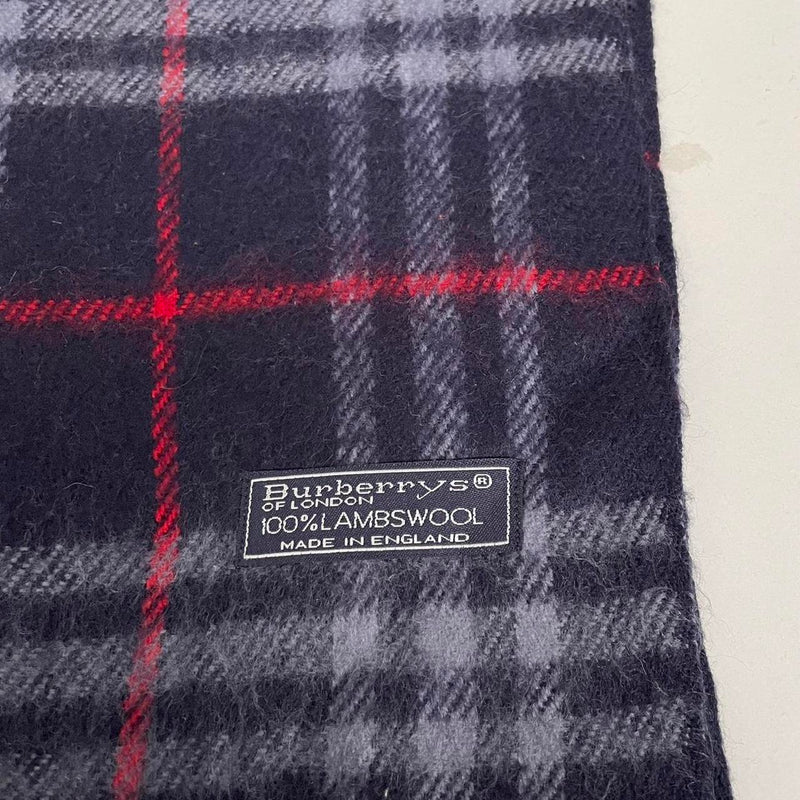 Burberrys®
OF LONDON
100%LAMBSWOOL
MADE IN ENGLAND